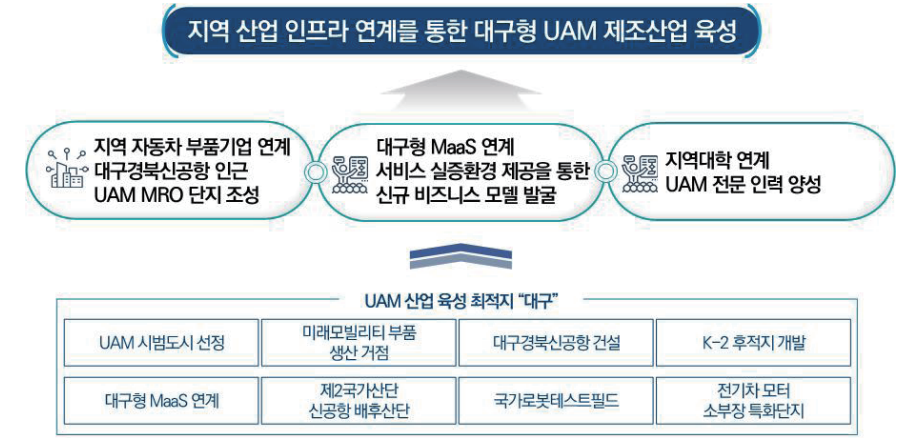 지역 산업 인프라 연계를 통한 대구형 UAM 제조산업 육성
지역 자동차 부품기업 연계
대구경북신공항 인근
UAM MRO 단지 조성
대구형 MaaS 연계
서비스 실증환경 제공을 통한
신규 비즈니스 모델 발굴
지역대학 연계
UAM 전문 인력 양성
UAM 산업 육성 최적지 “대구”
UAM 시범도시 선정
미래모빌리티 부품
생산 거점
대구경북신공항 건설
K-2 후적지 개발
대구형 MaaS 연계
제2국가산단
신공항 배후산단
국가로봇테스트필드
전기차 모터
소부장 특화단지